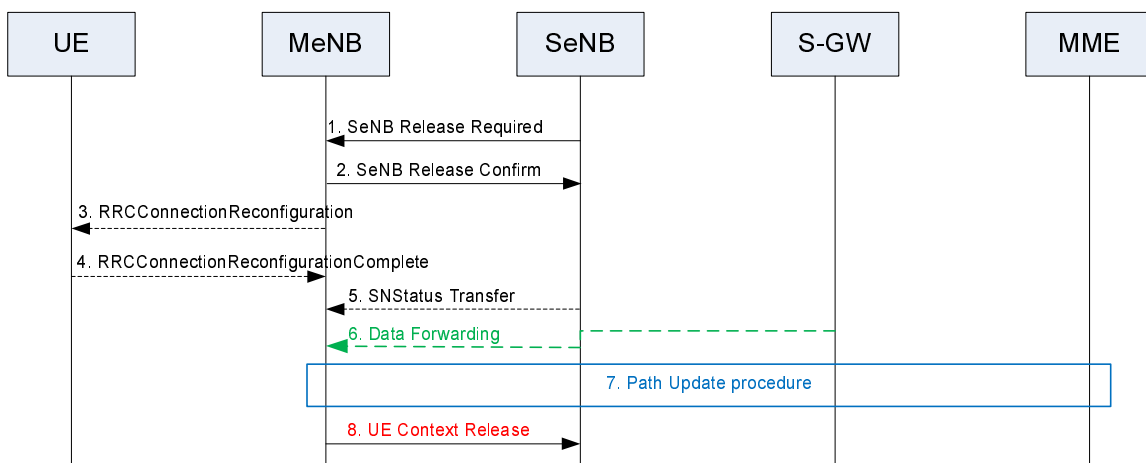 UE
MeNB
SeNB
S-GW
MME
1. SeNB Release Required
2. SeNB Release Confirm
3. RRCConnectionReconfiguration
4. RRCConnectionReconfigurationComplete
5. SNStatus Transfer
6. Data Forwarding
7. Path Update procedure
8. UE Context Release